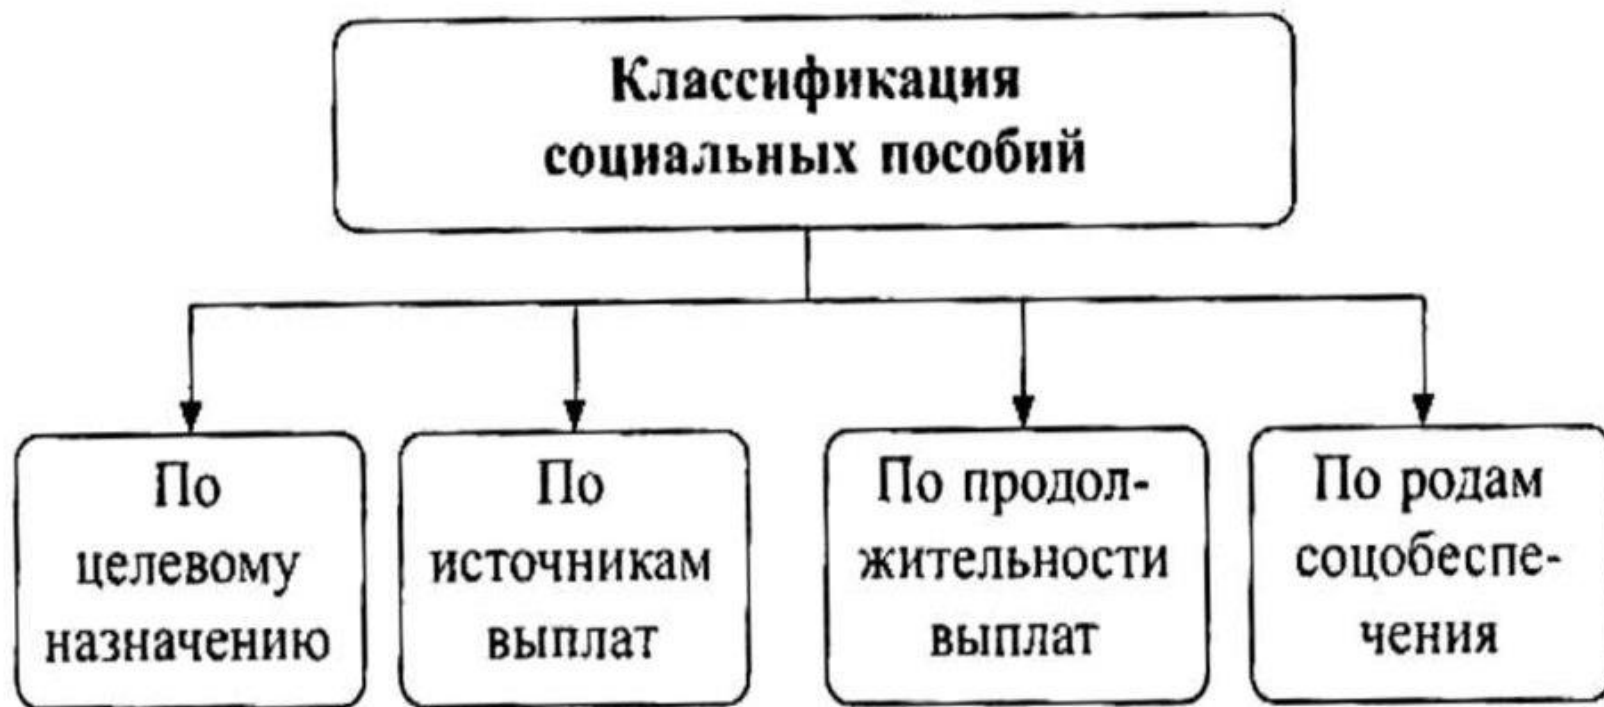 Классификация
социальных пособий
По
целевому
назначению
По
источникам
выплат
По продол-
жительности
выплат
По родам
соцобеспе-
чения